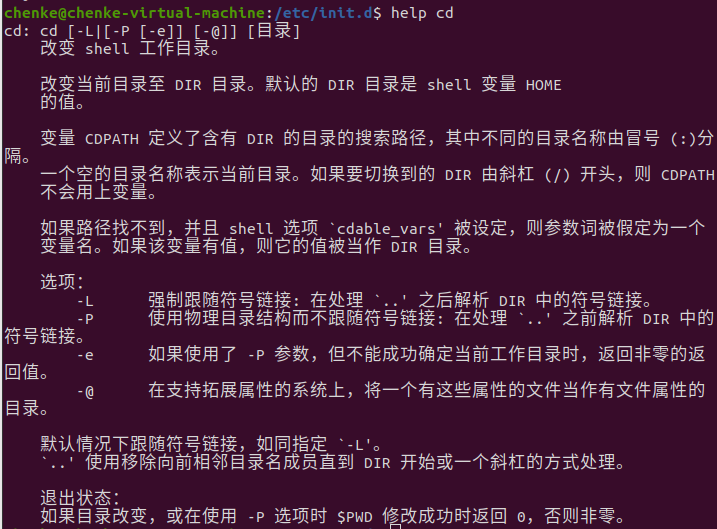 chenke@chenke-virtual-machine:/etc/init.d$ help cd
cd: cd [-L|[-P [-e]] [-@]] [目录]
改变 shell 工作目录。
改变当前目录至 DIR 目录。默认的 DIR 目录是 shell 变量 HOME
的值。
变量 CDPATH 定义了含有 DIR 的目录的搜索路径，其中不同的目录名称由冒号 (:)分
隔。
一个空的目录名称表示当前目录。如果要切换到的 DIR 由斜杠 (/) 开头，则 CDPATH
不会用上变量。
如果路径找不到，并且 shell 选项 `cdable_vars' 被设定，则参数词被假定为一个
变量名。如果该变量有值，则它的值被当作 DIR 目录。
选项：
-L 强制跟随符号链接: 在处理 `..' 之后解析 DIR 中的符号链接。
-P 使用物理目录结构而不跟随符号链接: 在处理 `..' 之前解析 DIR 中的
符号链接。
-e 如果使用了 -P 参数，但不能成功确定当前工作目录时，返回非零的返
回值。
-@ 在支持拓展属性的系统上，将一个有这些属性的文件当作有文件属性的
目录。
默认情况下跟随符号链接，如同指定 `-L'。
`..' 使用移除向前相邻目录名成员直到 DIR 开始或一个斜杠的方式处理。
退出状态：
如果目录改变，或在使用 -P 选项时 $PWD 修改成功时返回 0，否则非零。